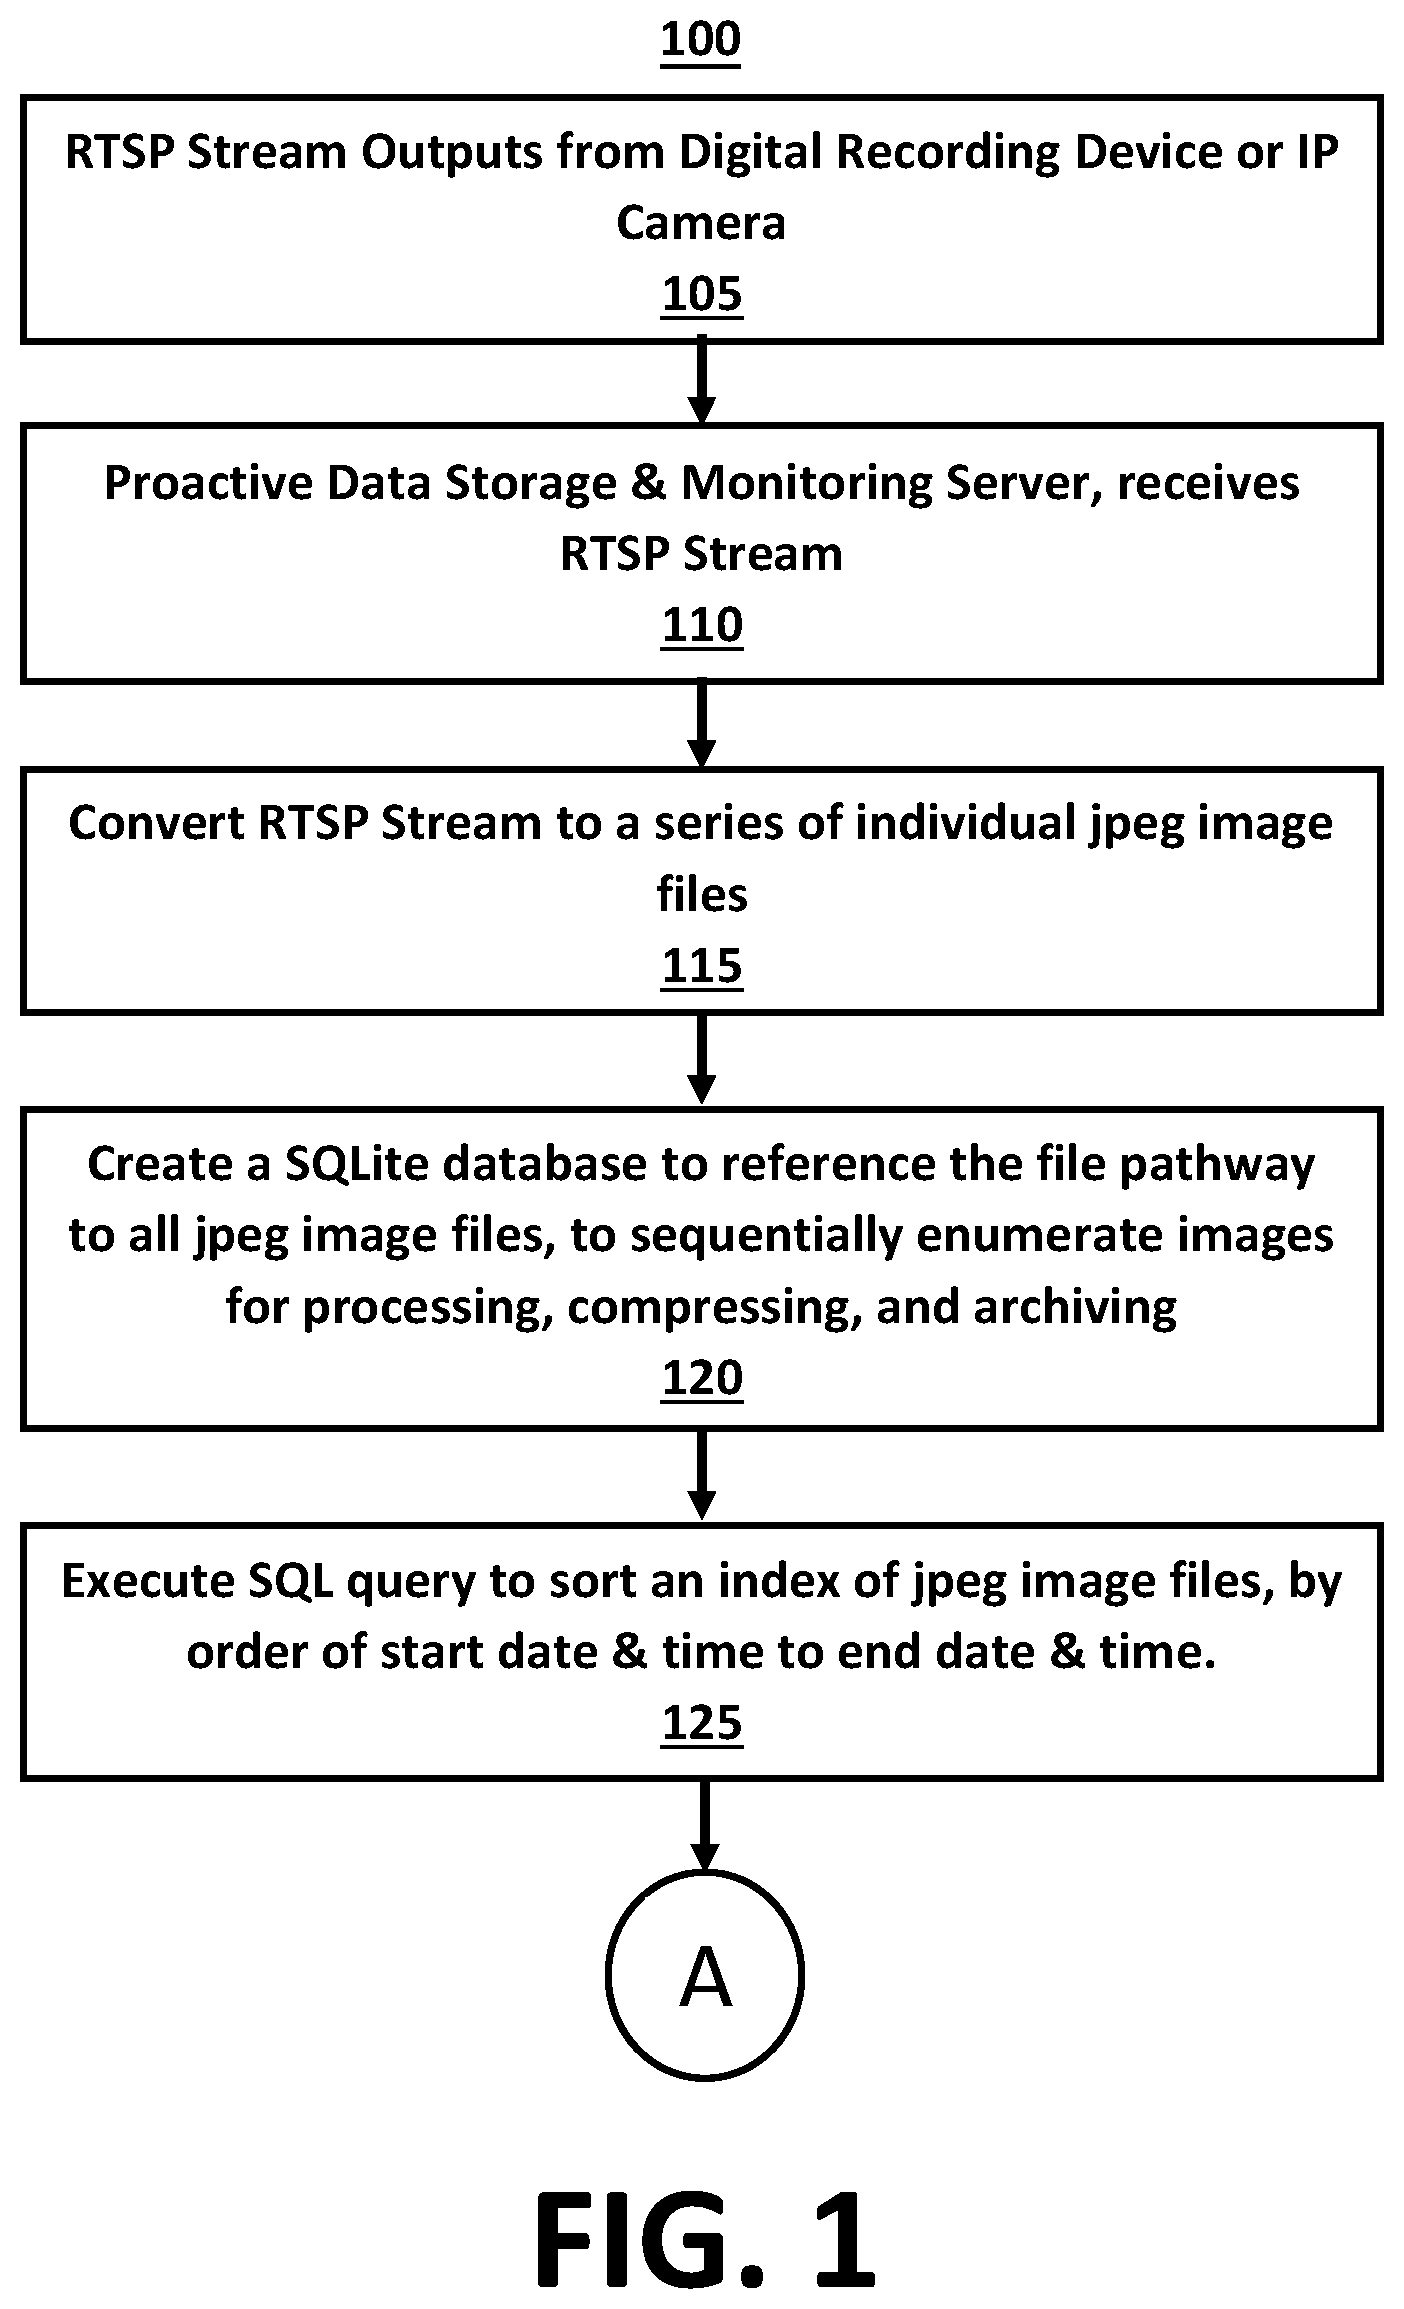 100
RTSP Stream Outputs from Digital Recording Device or IP
Camera
105
Proactive Data Storage & Monitoring Server, receives
RTSP Stream
110
Convert RTSP Stream to a series of individual jpeg image
files
115
Create a SQLite database to reference the file pathway
to all jpeg image files, to sequentially enumerate images
for processing, compressing, and archiving
120
Execute SQL query to sort an index of jpeg image files, by
order of start date & time to end date & time.
125
A
FIG. 1